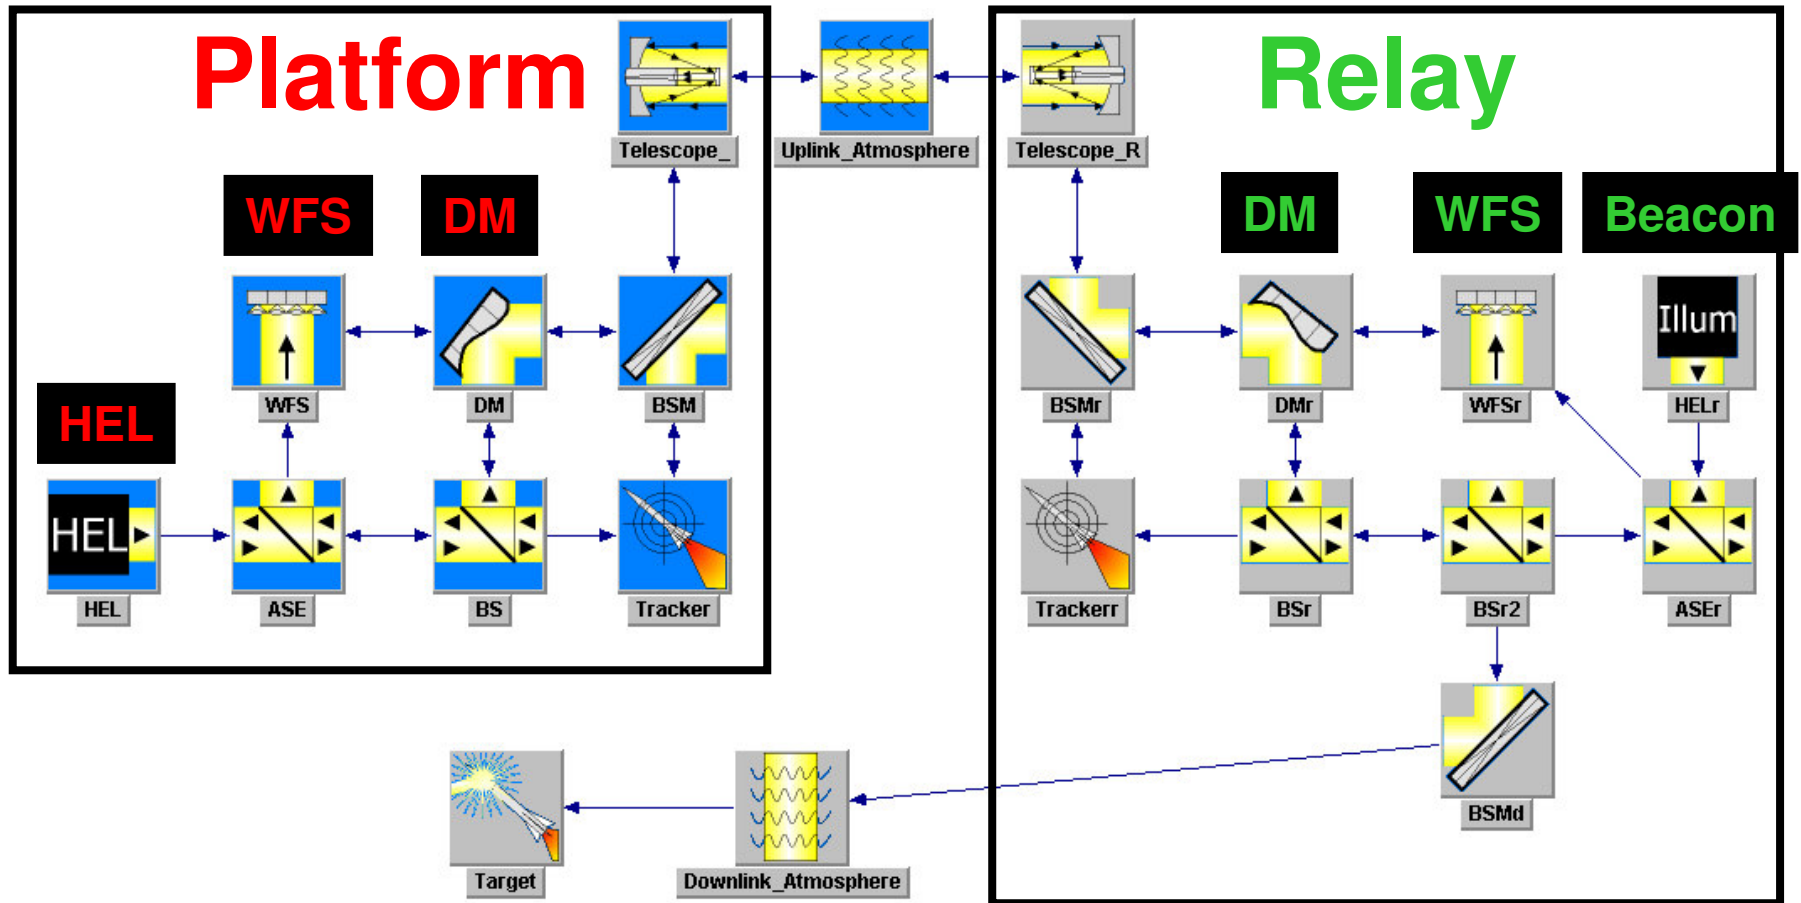 Platform
Relay
Telescope_
Uplink_Atmosphere
Telescope_R
WFS
DM
DM
WFS
Beacon
Illum
WFS
DM
BSM
BSMr
DMr
WFSr
HELr
HEL
HEL
HEL
ASE
BS
Tracker
Trackerr
BSr
BSr2
ASEr
BSMd
Target
Downlink_Atmosphere